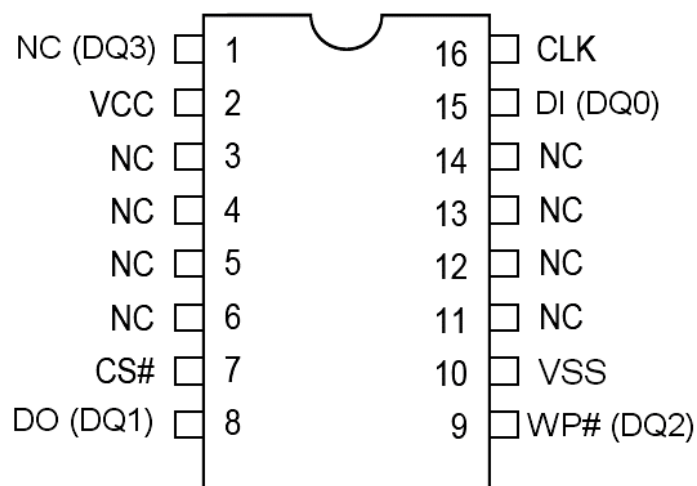 NC (DQ3) 1 16 CLK
VCC 2 15 DI (DQ0)
NC 3 14 NC
NC 4 13 NC
NC 5 12 NC
NC 6 11 NC
CS# 7 10 VSS
DO (DQ1) 8 9 WP# (DQ2)